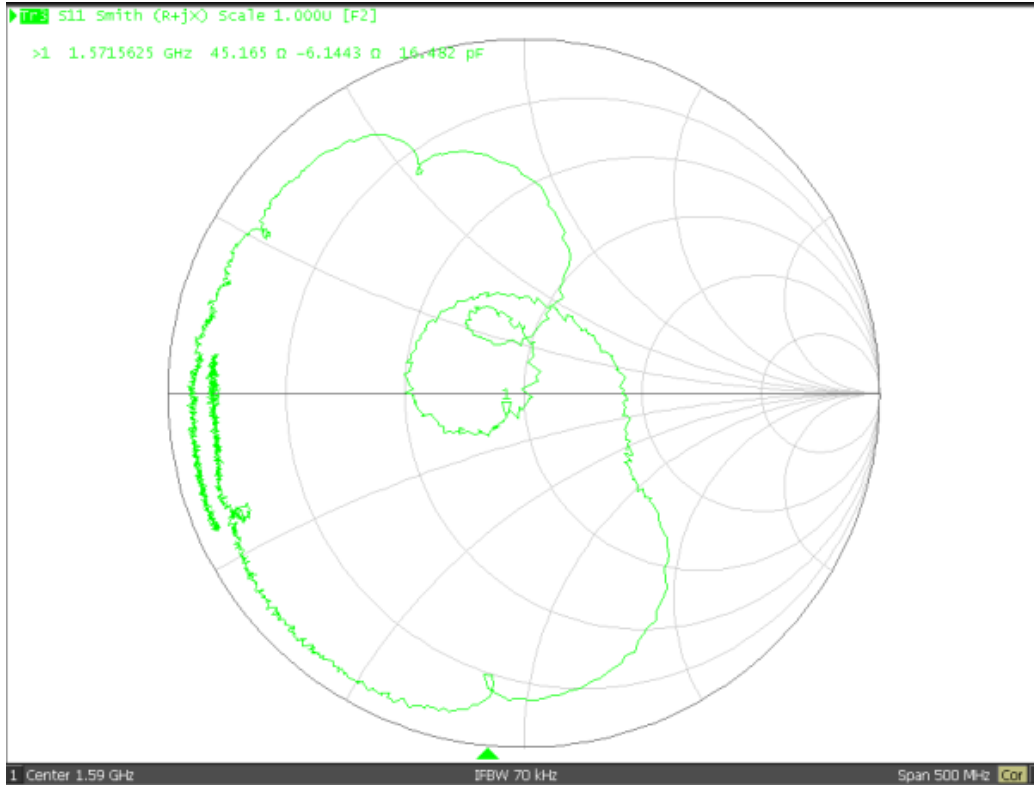 Tr3 S11 Smith (R+jX) Scale 1.000U [F2]
>1 1.5715625 GHz 45.165 Ω -6.1443 Ω 16.482 pF
1
1 Center 1.59 GHz IFBW 70 kHz Span 500 MHz Cor